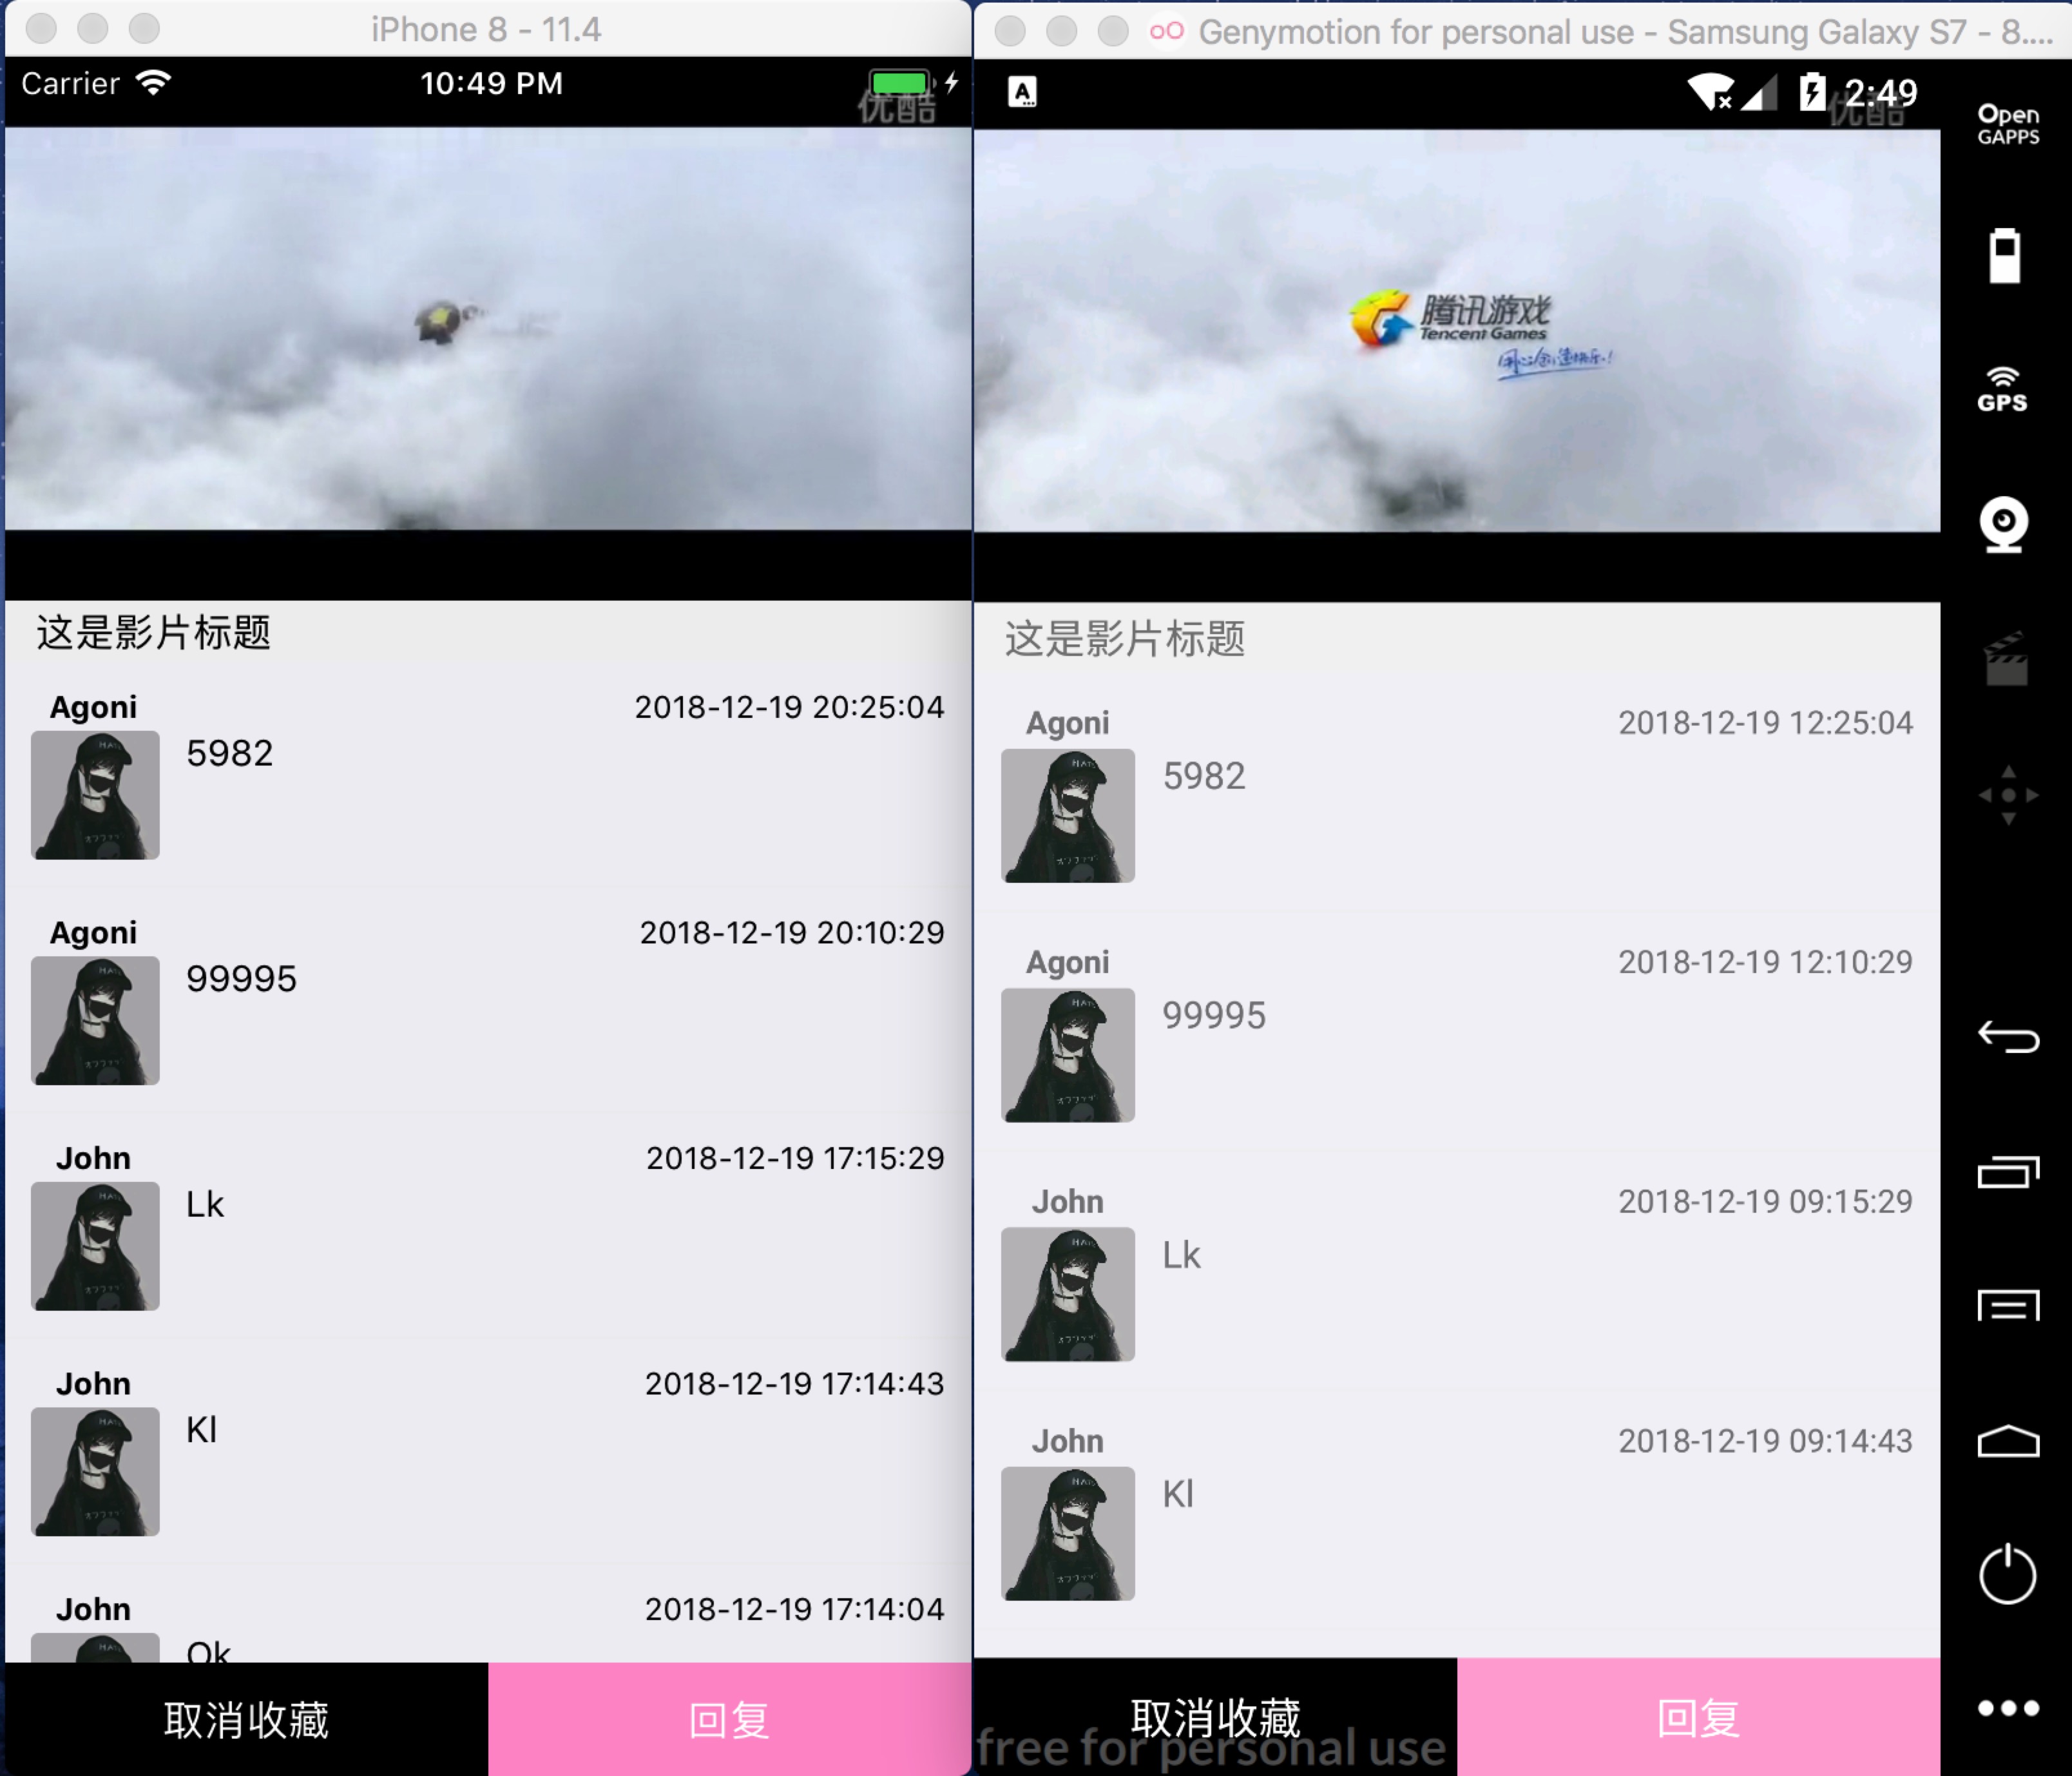 iPhone 8 - 11.4
Carrier
10:49 PM
优酷
这是影片标题
Agoni
2018-12-19 20:25:04
5982
Agoni
2018-12-19 20:10:29
99995
John
2018-12-19 17:15:29
Lk
John
2018-12-19 17:14:43
Kl
John
2018-12-19 17:14:04
Ok
取消收藏
回复
Genymotion for personal use - Samsung Galaxy S7 - 8....
A
2:49
优酷
腾讯游戏
Tencent Games
用心创造快乐!
这是影片标题
Agoni
2018-12-19 12:25:04
5982
Agoni
2018-12-19 12:10:29
99995
John
2018-12-19 09:15:29
Lk
John
2018-12-19 09:14:43
Kl
取消收藏
回复
free for personal use
Open
GAPPS
GPS